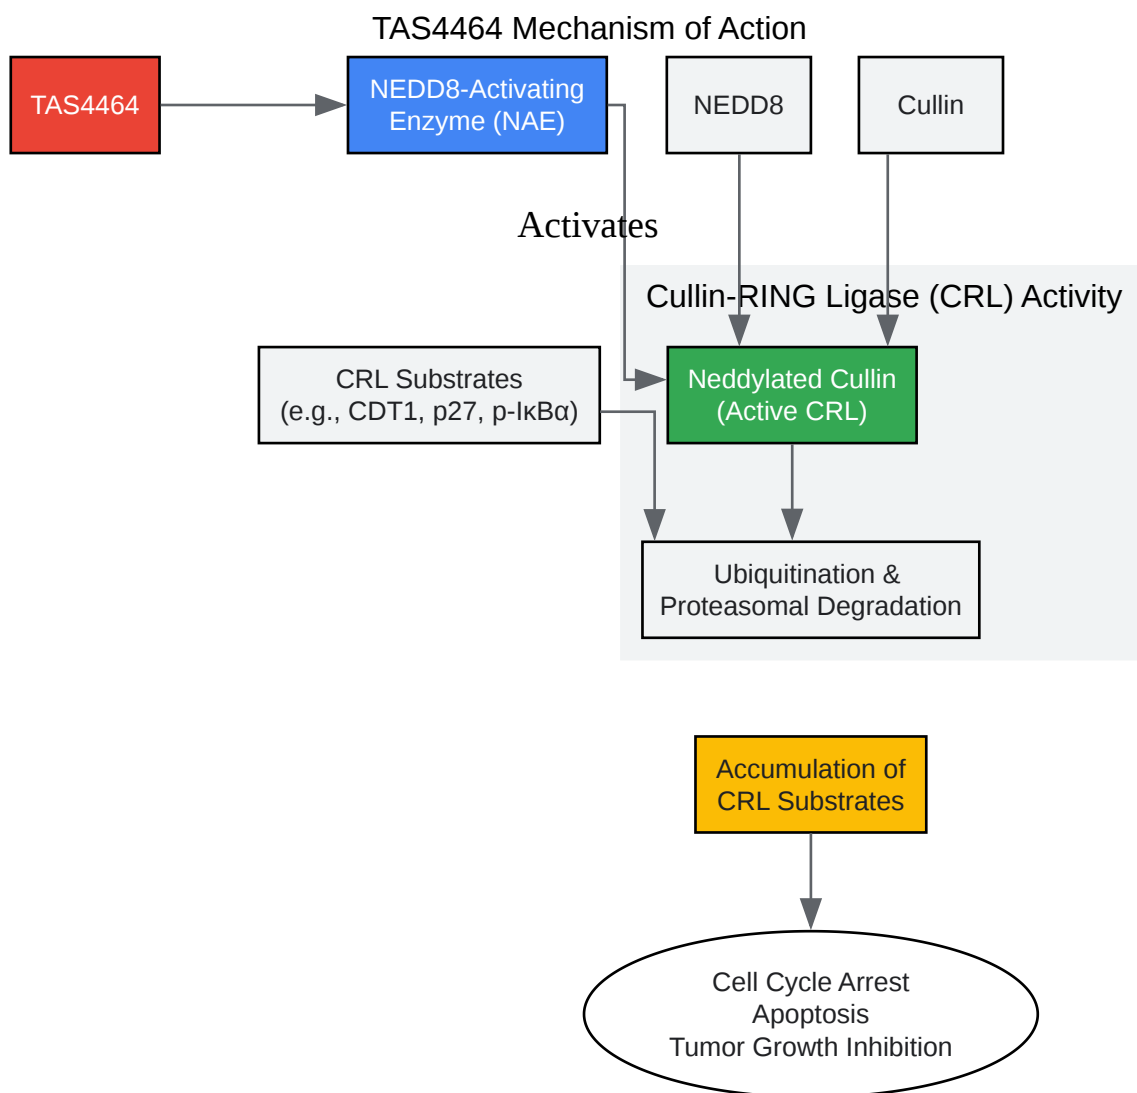 TAS4464 Mechanism of Action
TAS4464
NEDD8-Activating
Enzyme (NAE)
NEDD8
Cullin
Activates
Cullin-RING Ligase (CRL) Activity
CRL Substrates
(e.g., CDT1, p27, p-IκBα)
Neddylated Cullin
(Active CRL)
Ubiquitination &
Proteasomal Degradation
Accumulation of
CRL Substrates
Cell Cycle Arrest
Apoptosis
Tumor Growth Inhibition